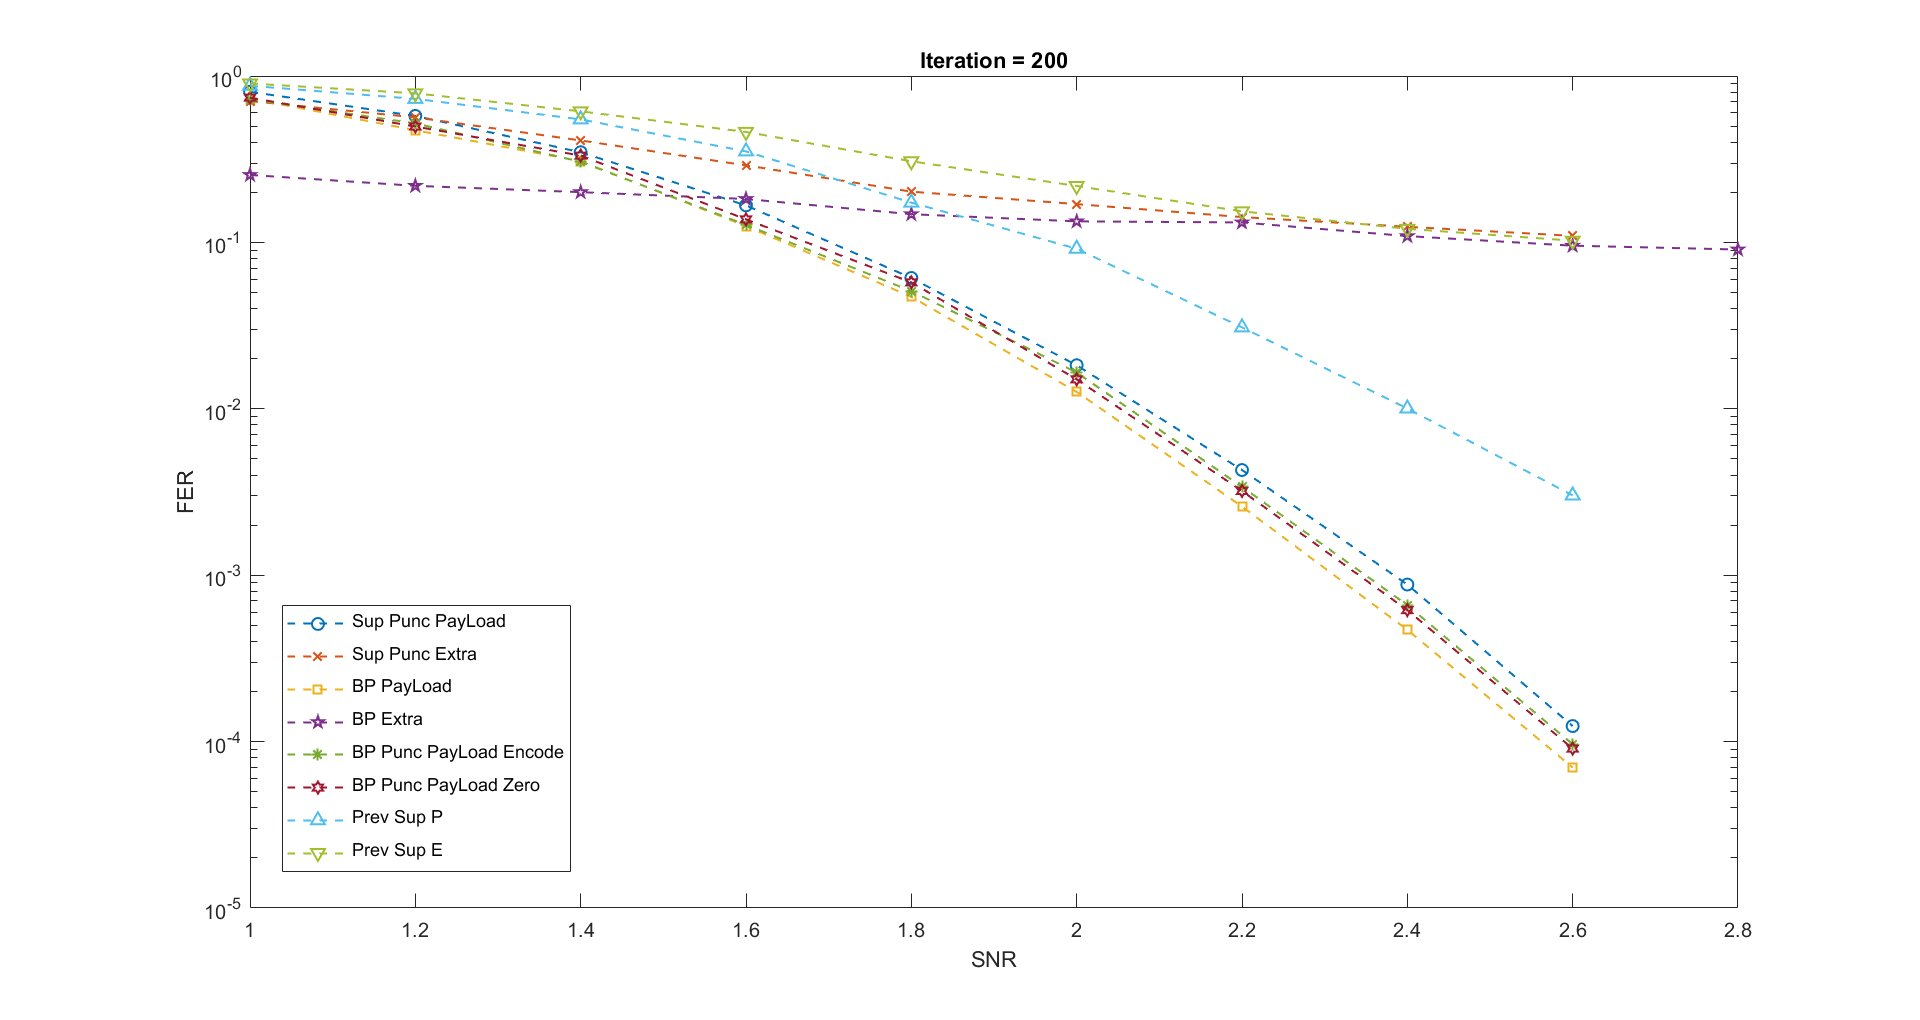 Iteration = 200
10^0
10^-1
10^-2
10^-3
10^-4
10^-5
FER
Sup Punc PayLoad
Sup Punc Extra
BP PayLoad
BP Extra
BP Punc PayLoad Encode
BP Punc PayLoad Zero
Prev Sup P
Prev Sup E
1 1.2 1.4 1.6 1.8 2 2.2 2.4 2.6 2.8
SNR